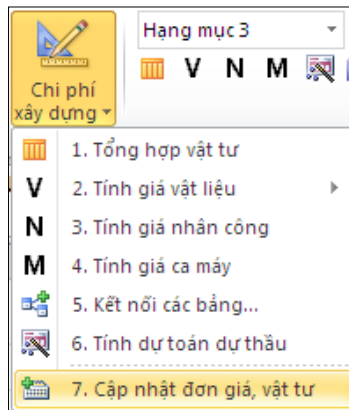 Hạng mục 3
V N M
Chi phí
xây dựng
1. Tổng hợp vật tư
V 2. Tính giá vật liệu
N 3. Tính giá nhân công
M 4. Tính giá ca máy
5. Kết nối các bảng...
6. Tính dự toán dự thầu
7. Cập nhật đơn giá, vật tư